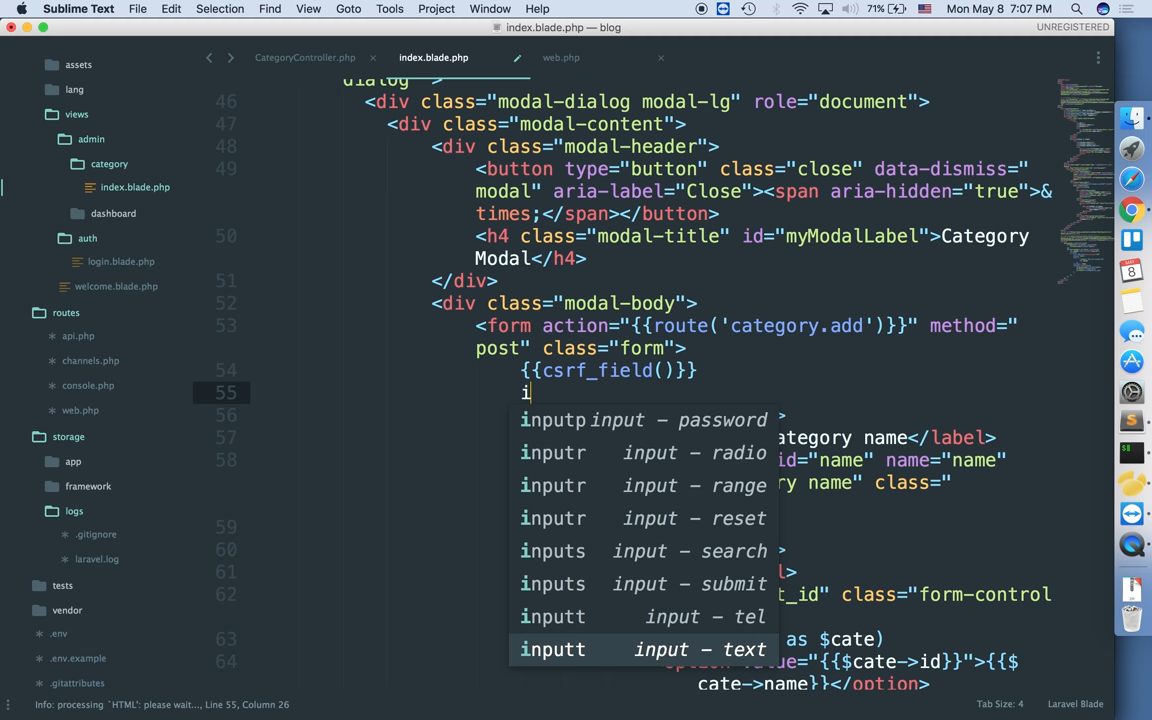 Sublime Text File Edit Selection Find View Goto Tools Project Window Help 71% Mon May 8 7:07 PM
index.blade.php — blog UNREGISTERED
CategoryController.php × index.blade.php web.php ×
assets
lang
views
admin
category
index.blade.php
dashboard
auth
login.blade.php
welcome.blade.php
routes
api.php
channels.php
console.php
web.php
storage
app
framework
logs
.gitignore
laravel.log
tests
vendor
.env
.env.example
.gitattributes
dialog">
46 <div class="modal-dialog modal-lg" role="document">
47 <div class="modal-content">
48 <div class="modal-header">
49 <button type="button" class="close" data-dismiss="
modal" aria-label="Close"><span aria-hidden="true">&
times;</span></button>
50 <h4 class="modal-title" id="myModalLabel">Category
Modal</h4>
51 </div>
52 <div class="modal-body">
53 <form action="{{route('category.add')}}" method="
post" class="form">
54 {{csrf_field()}}
55 i
56 >
57 ategory name</label>
58 id="name" name="name"
ry name" class="
59
60 >
61 l>
62 t_id" class="form-control
63 as $cate)
64 option value="{{$cate->id}}">{{$
cate->name}}</option>
inputp input – password
inputr input – radio
inputr input – range
inputr input – reset
inputs input – search
inputs input – submit
inputt input – tel
inputt input – text
Info: processing `HTML': please wait..., Line 55, Column 26 Tab Size: 4 Laravel Blade